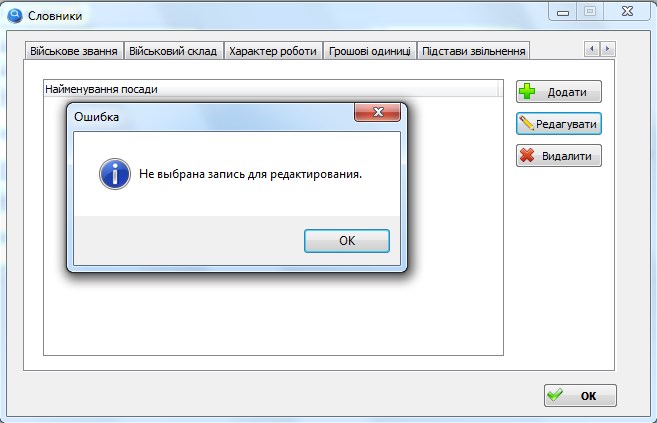 Словники
Військове звання Військовий склад Характер роботи Грошові одиниці Підстави звільнення
Найменування посади
Додати
Ошибка
Редагувати
Видалити
Не выбрана запись для редактирования.
OK
OK